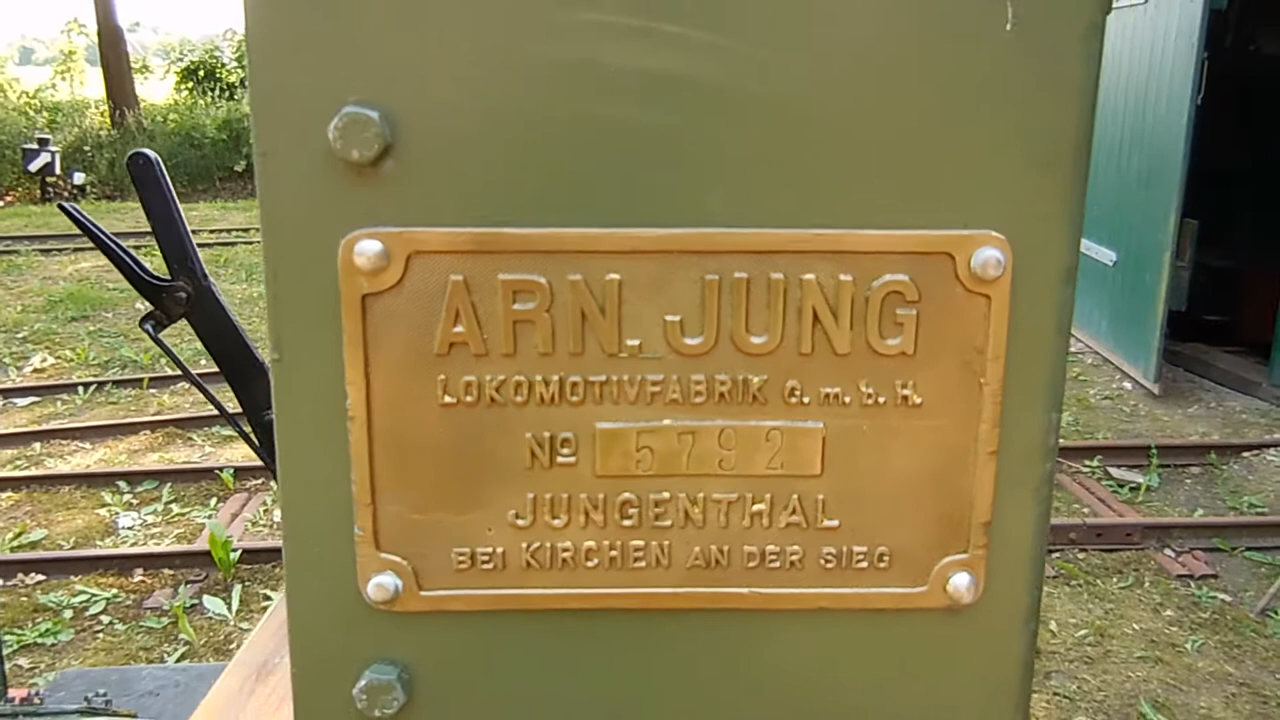 ARN. JUNG
LOKOMOTIVFABRIK G.m.b.H.
No 5792
JUNGENTHAL
BEI KIRCHEN AN DER SIEG